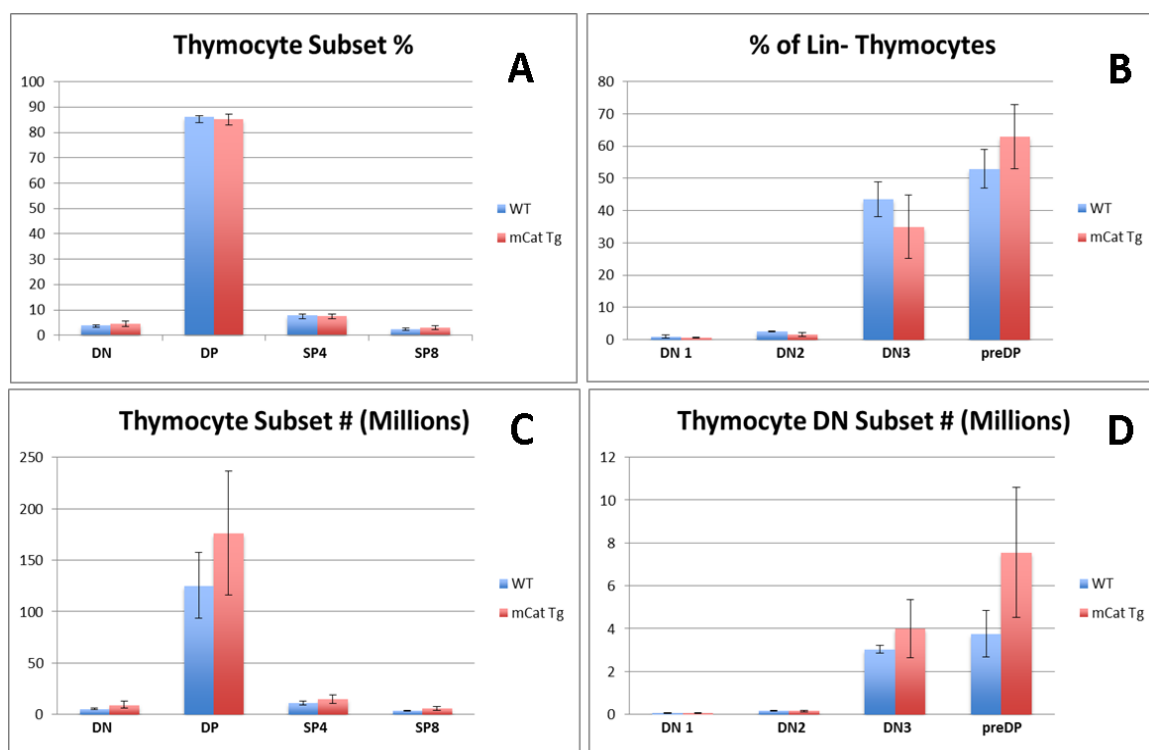 Thymocyte Subset %
A
100
90
80
70
60
50
40
30
20
10
0
DN DP SP4 SP8
WT
mCat Tg
% of Lin- Thymocytes
B
80
70
60
50
40
30
20
10
0
DN 1 DN2 DN3 preDP
WT
mCat Tg
Thymocyte Subset # (Millions)
C
250
200
150
100
50
0
DN DP SP4 SP8
WT
mCat Tg
Thymocyte DN Subset # (Millions)
D
12
10
8
6
4
2
0
DN 1 DN2 DN3 preDP
WT
mCat Tg